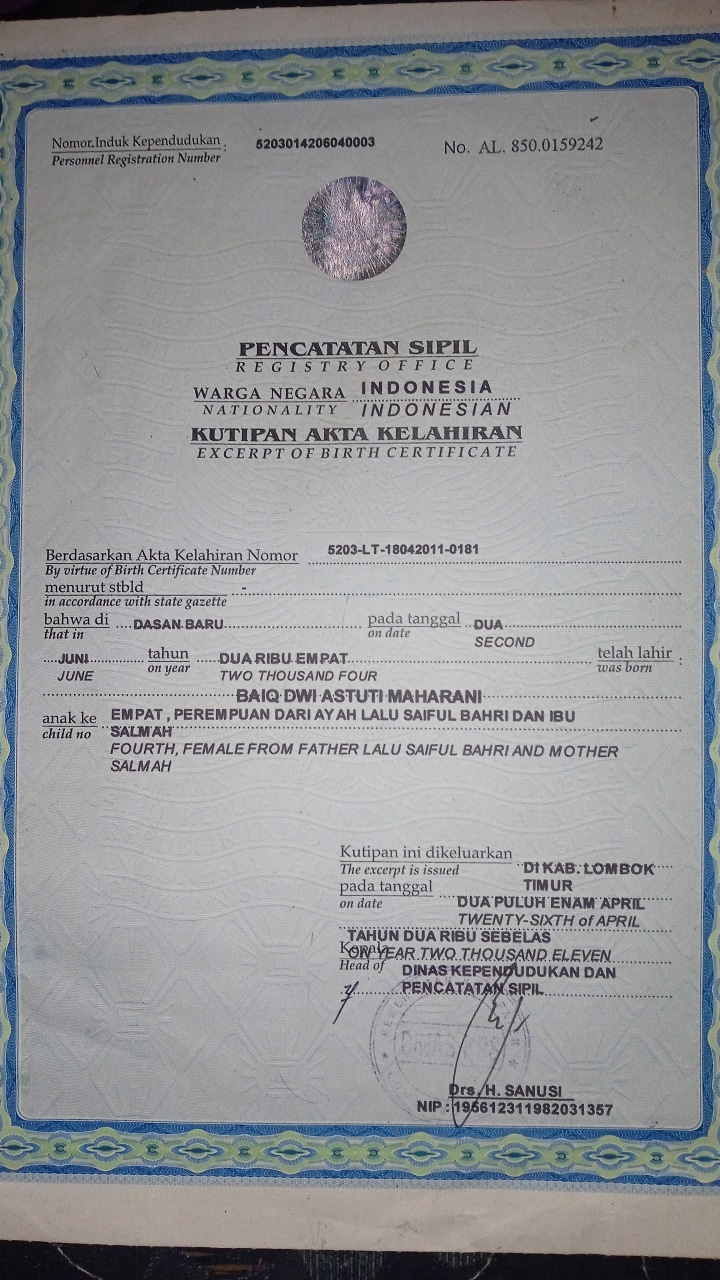 Nomor Induk Kependudukan : 5203014206040003 No. AL. 850.0159242
Personnel Registration Number
PENCATATAN SIPIL
REGISTRY OFFICE
WARGA NEGARA INDONESIA
NATIONALITY INDONESIAN
KUTIPAN AKTA KELAHIRAN
EXCERPT OF BIRTH CERTIFICATE
Berdasarkan Akta Kelahiran Nomor 5203-LT-18042011-0181
By virtue of Birth Certificate Number
menurut stbld -
in accordance with state gazette
bahwa di DASAN BARU pada tanggal DUA
that in on date SECOND
JUNI tahun DUA RIBU EMPAT telah lahir :
JUNE on year TWO THOUSAND FOUR was born
BAIQ DWI ASTUTI MAHARANI
anak ke EMPAT , PEREMPUAN DARI AYAH LALU SAIFUL BAHRI DAN IBU
child no SALMAH
FOURTH, FEMALE FROM FATHER LALU SAIFUL BAHRI AND MOTHER
SALMAH
Kutipan ini dikeluarkan DI KAB. LOMBOK
The excerpt is issued TIMUR
pada tanggal DUA PULUH ENAM APRIL
on date TWENTY-SIXTH of APRIL
TAHUN DUA RIBU SEBELAS
Kepala ON YEAR TWO THOUSAND ELEVEN
Head of DINAS KEPENDUDUKAN DAN
PENCATATAN SIPIL
Drs. H. SANUSI
NIP : 195612311982031357